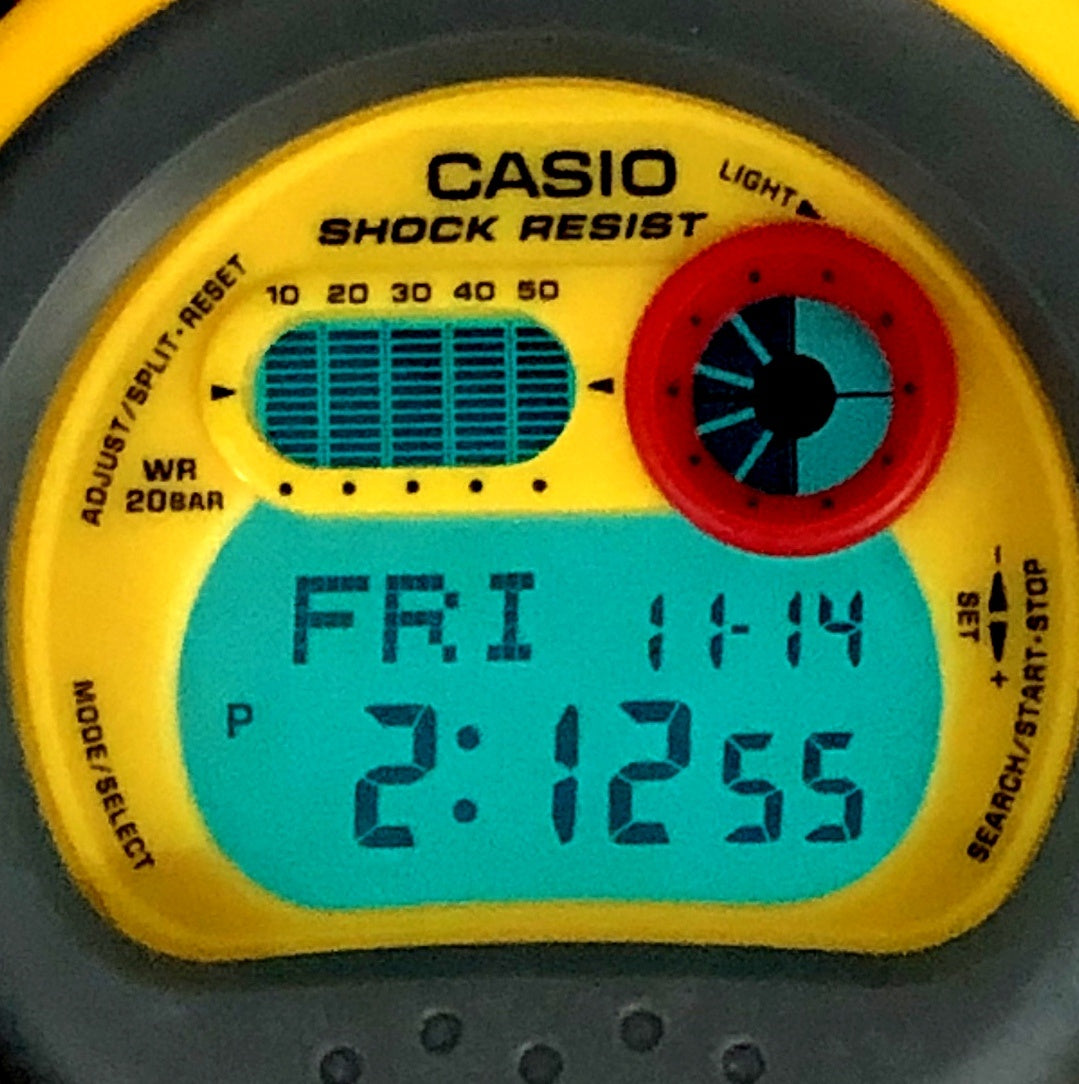 CASIO
LIGHT
SHOCK RESIST
ADJUST/SPLIT·RESET
10 20 30 40 50
WR
20BAR
FRI 11-14
P 2:12 55
- SET +
MODE/SELECT
SEARCH/START·STOP